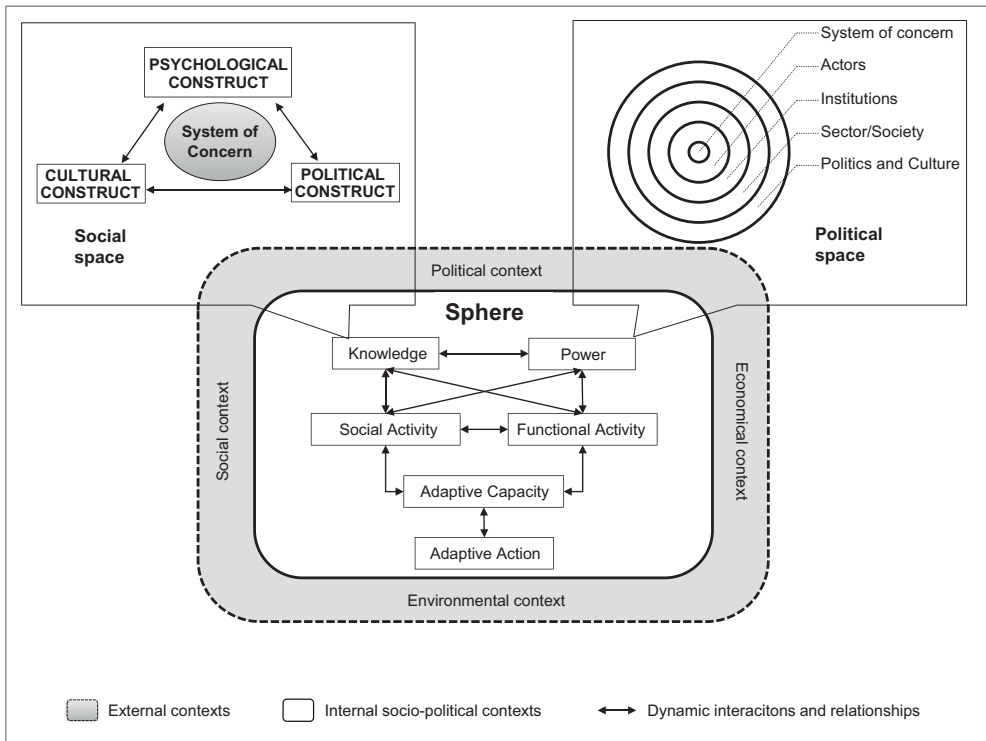 PSYCHOLOGICAL
CONSTRUCT
System of
Concern
CULTURAL
CONSTRUCT
POLITICAL
CONSTRUCT
Social
space
System of concern
Actors
Institutions
Sector/Society
Politics and Culture
Political
space
Political context
Sphere
Knowledge
Power
Social Activity
Functional Activity
Adaptive Capacity
Adaptive Action
Social context
Economical context
Environmental context
External contexts
Internal socio-political contexts
Dynamic interacitons and relationships